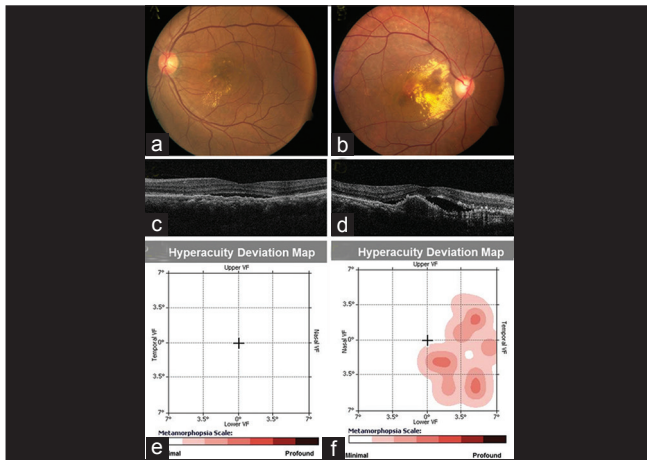 a
b
c
d
Hyperacuity Deviation Map
Upper VF
7°
3.5°
Temporal VF
0°
Nasal VF
3.5°
7°
Lower VF
7° 3.5° 0° 3.5° 7°
Metamorphopsia Scale:
e
imal Profound
Hyperacuity Deviation Map
Upper VF
7°
3.5°
Nasal VF
0°
Temporal VF
3.5°
7°
Lower VF
7° 3.5° 0° 3.5° 7°
Metamorphopsia Scale:
f
inimal Profound